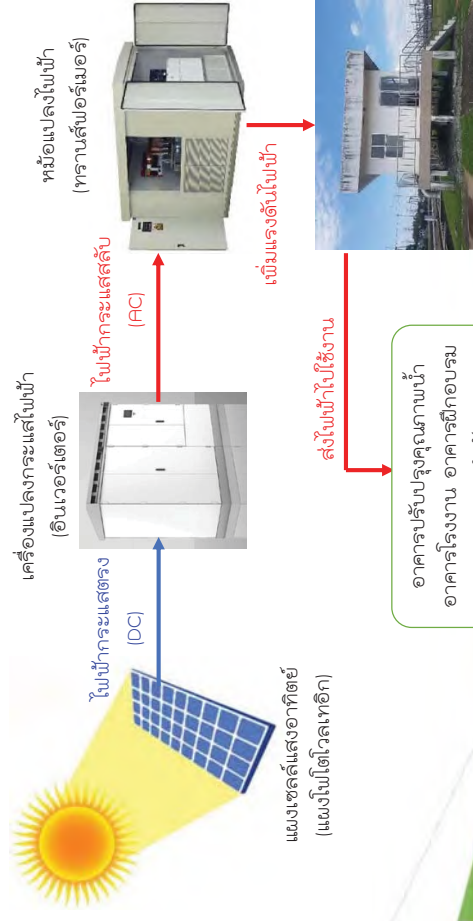 แผงเซลล์แสงอาทิตย์
(แผงโฟโตโวลเทอิก)
ไฟฟ้ากระแสตรง
(DC)
เครื่องแปลงกระแสไฟฟ้า
(อินเวอร์เตอร์)
ไฟฟ้ากระแสสลับ
(AC)
หม้อแปลงไฟฟ้า
(ทรานส์ฟอร์เมอร์)
เพิ่มแรงดันไฟฟ้า
ส่งไฟฟ้าไปใช้งาน
อาคารปรับปรุงคุณภาพน้ำ
อาคารโรงงาน อาคารฝึกอบรม